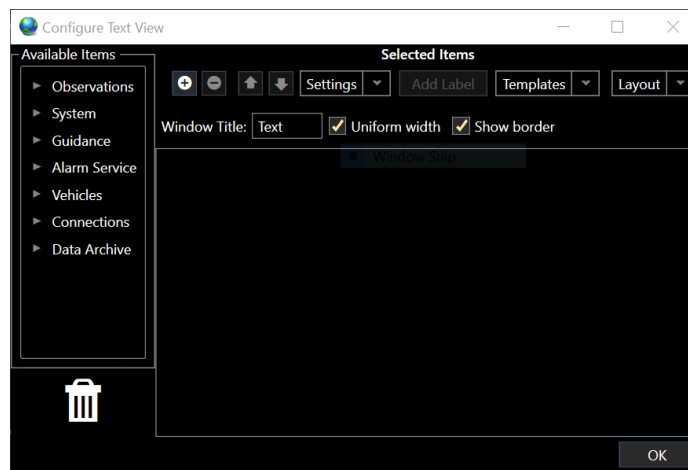 Configure Text View
Available Items
Observations
System
Guidance
Alarm Service
Vehicles
Connections
Data Archive
Selected Items
Settings Add Label Templates Layout
Window Title: Text Uniform width Show border
Window Snip
OK